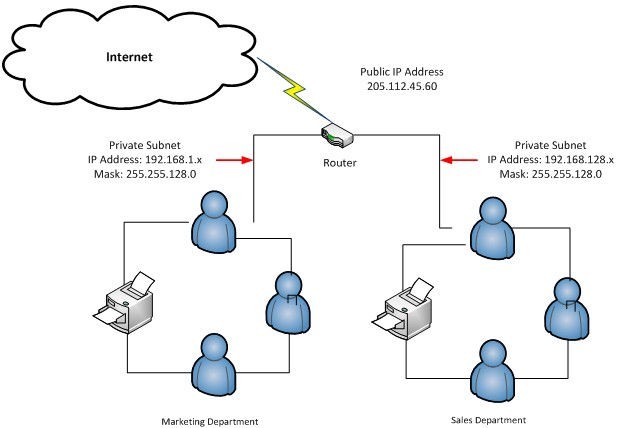 Internet
Public IP Address
205.112.45.60
Router
Private Subnet
IP Address: 192.168.1.x
Mask: 255.255.128.0
Private Subnet
IP Address: 192.168.128.x
Mask: 255.255.128.0
Marketing Department
Sales Department